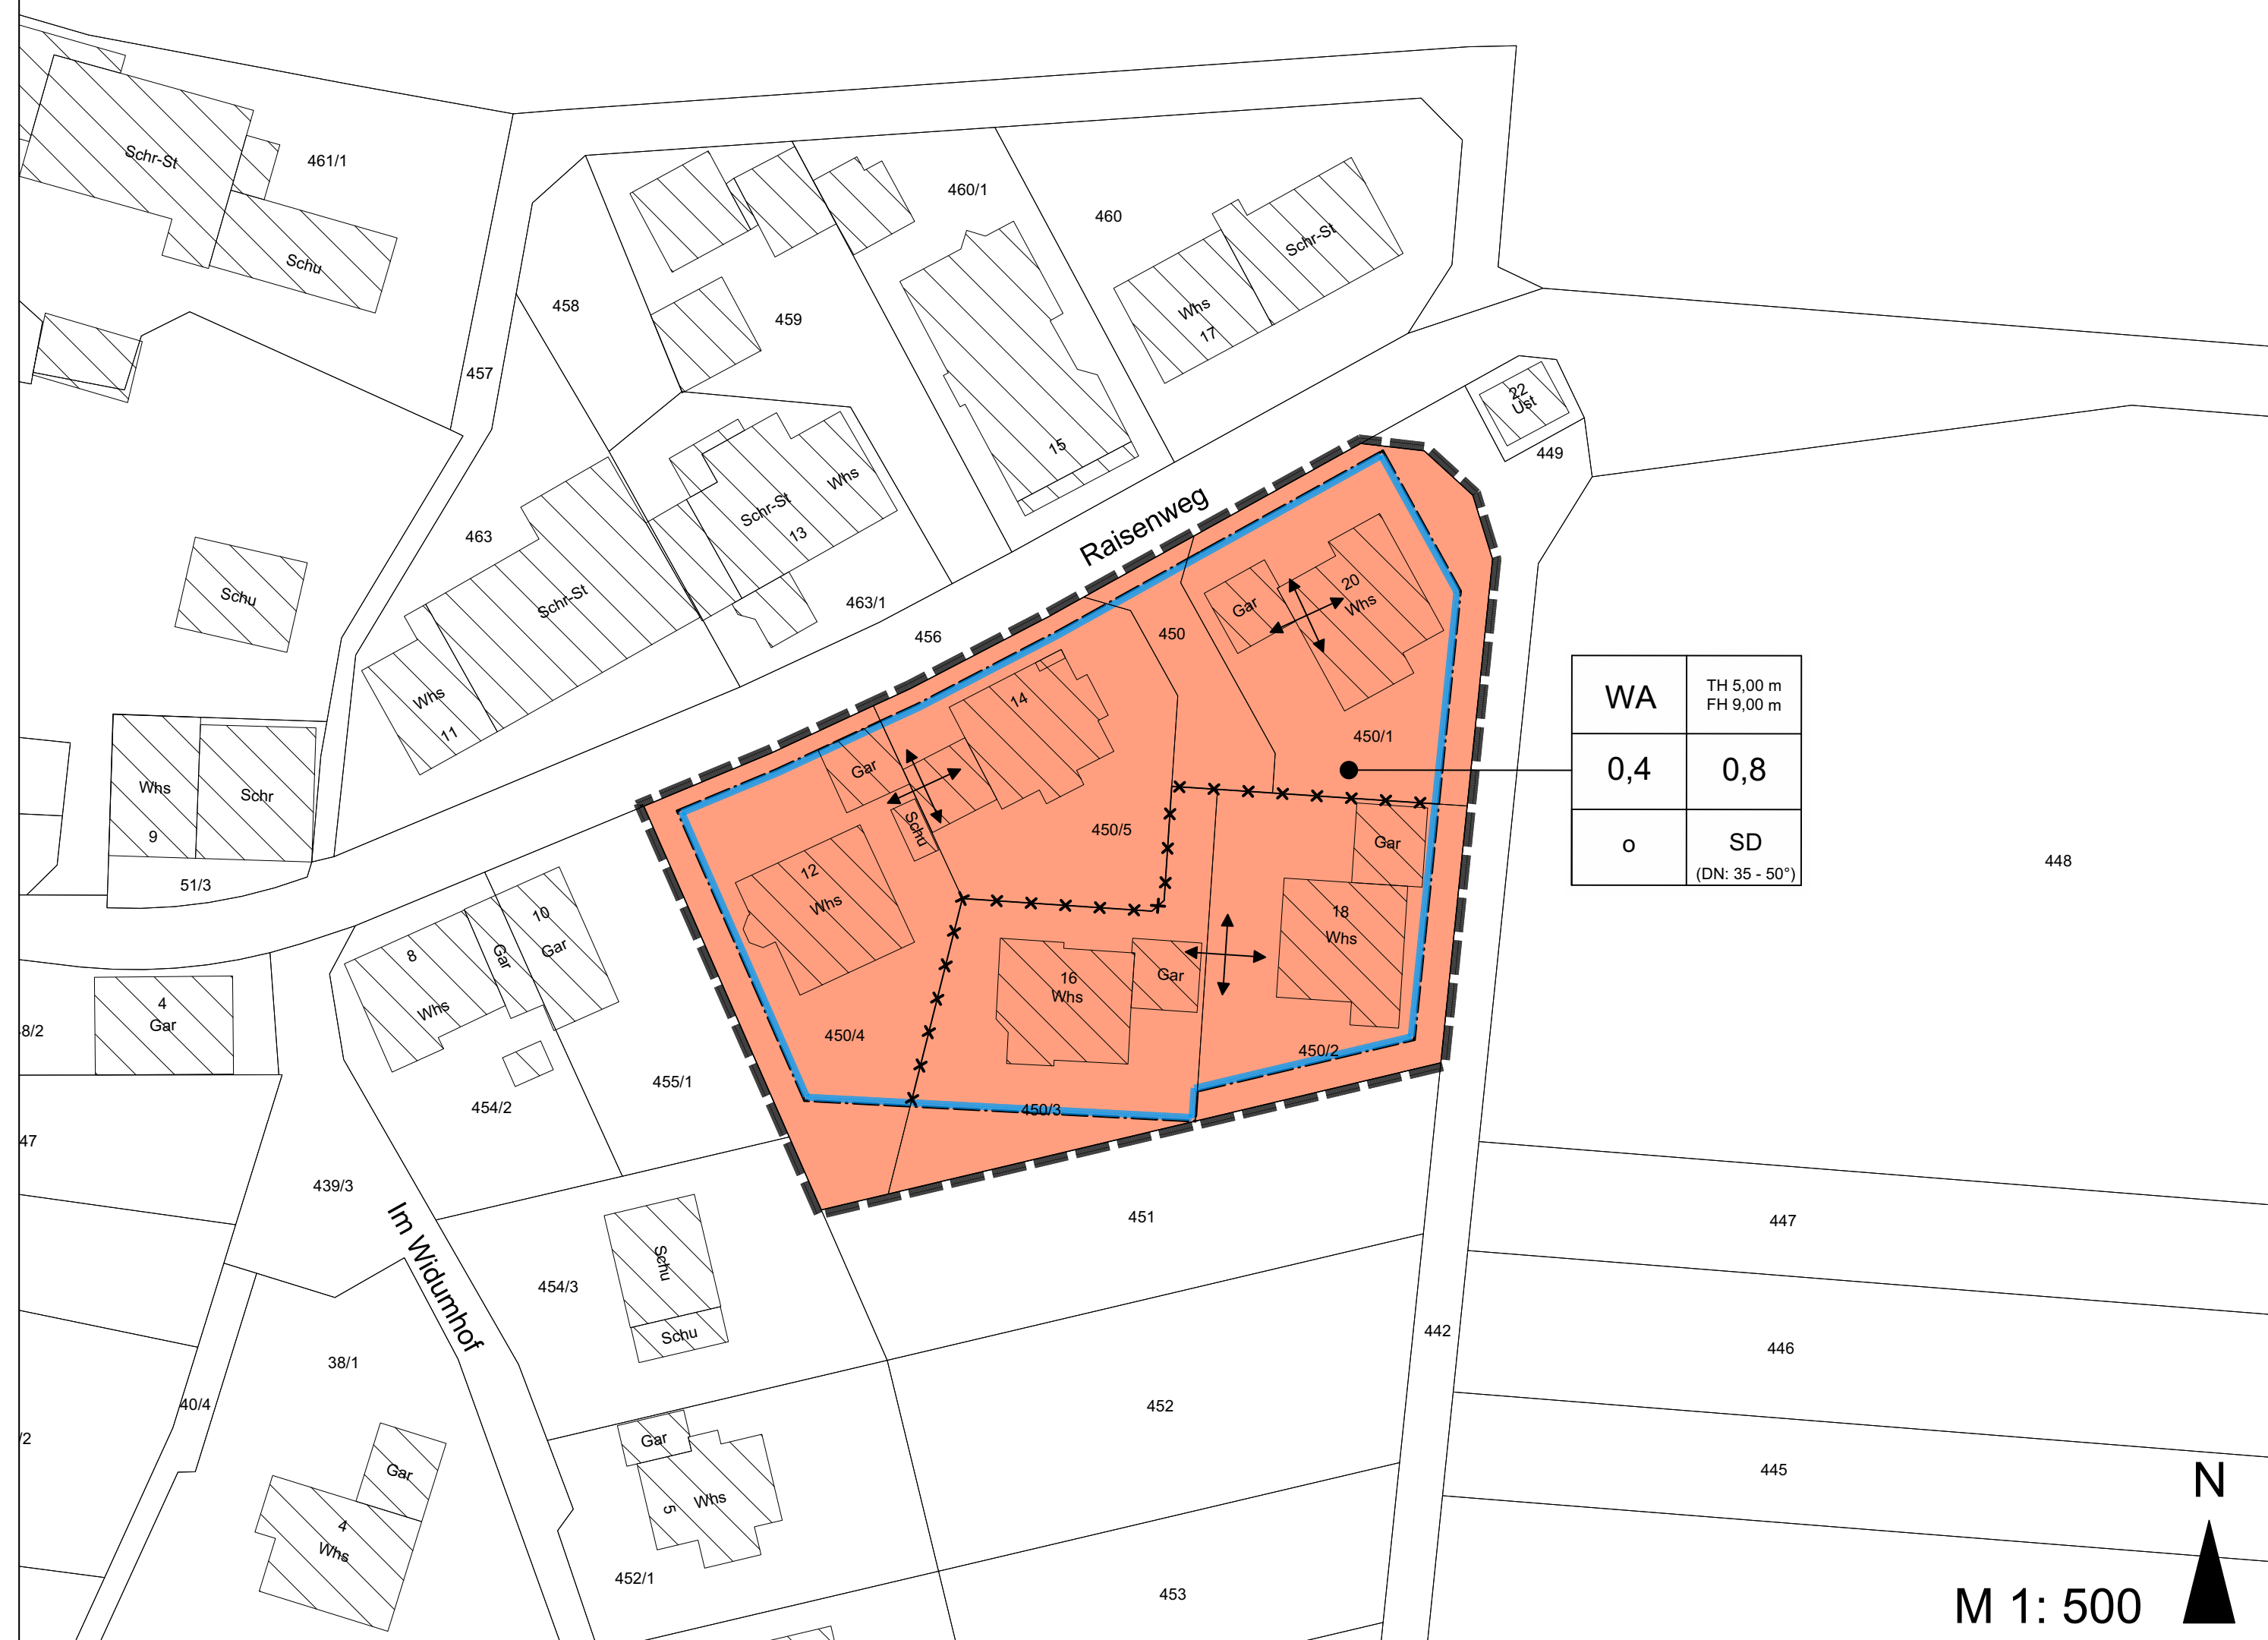 Schr-St
461/1
Schu
460/1
460
Schr-St
Whs
17
458
459
457
22
Ust
449
15
Whs
Schr-St
13
463
Schr-St
Schu
463/1
456
Raisenweg
450
20
Whs
Gar
Whs
11
14
450/1
WA
TH 5,00 m
FH 9,00 m
0,4
0,8
o
SD
(DN: 35 - 50°)
Gar
Schu
450/5
Gar
Whs
9
Schr
51/3
448
12
Whs
18
Whs
8
Whs
Gar
10
Gar
16
Whs
Gar
4
Gar
8/2
450/4
450/2
450/3
455/1
454/2
47
439/3
Im Widumhof
451
447
454/3
Schu
Schu
442
446
38/1
40/4
452
/2
Gar
Whs
5
445
Gar
4
Whs
452/1
453
N
M 1: 500